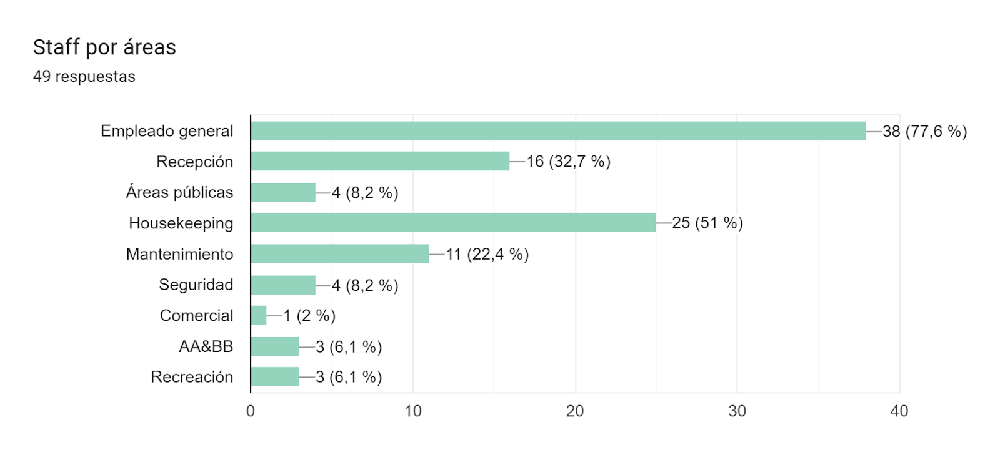 Staff por áreas
49 respuestas
Empleado general 38 (77,6 %)
Recepción 16 (32,7 %)
Áreas públicas 4 (8,2 %)
Housekeeping 25 (51 %)
Mantenimiento 11 (22,4 %)
Seguridad 4 (8,2 %)
Comercial 1 (2 %)
AA&BB 3 (6,1 %)
Recreación 3 (6,1 %)
0 10 20 30 40